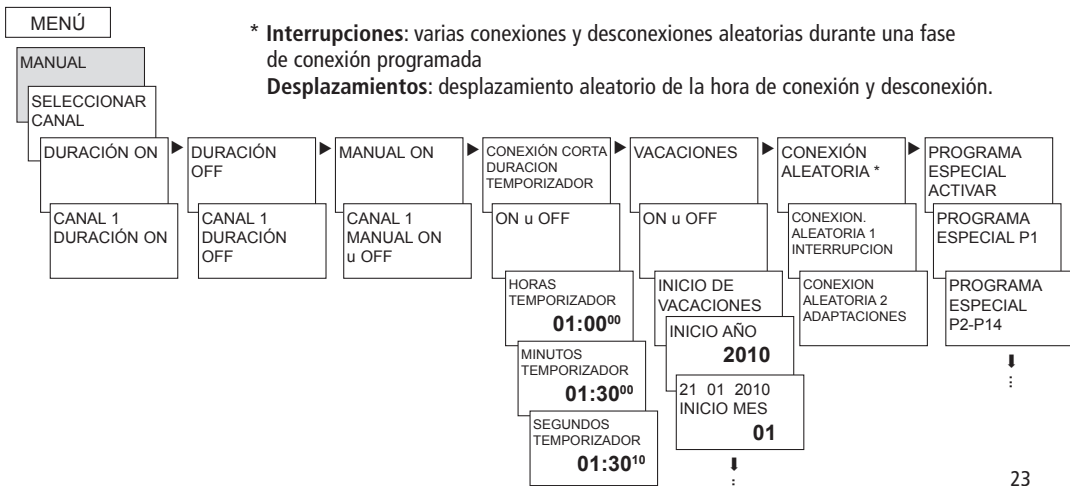 MENÚ
* Interrupciones: varias conexiones y desconexiones aleatorias durante una fase
de conexión programada
Desplazamientos: desplazamiento aleatorio de la hora de conexión y desconexión.
MANUAL
SELECCIONAR
CANAL
DURACIÓN ON
CANAL 1
DURACIÓN ON
DURACIÓN
OFF
CANAL 1
DURACIÓN
OFF
MANUAL ON
CANAL 1
MANUAL ON
u OFF
CONEXIÓN CORTA
DURACION
TEMPORIZADOR
ON u OFF
HORAS
TEMPORIZADOR
01:00⁰⁰
MINUTOS
TEMPORIZADOR
01:30⁰⁰
SEGUNDOS
TEMPORIZADOR
01:30¹⁰
VACACIONES
ON u OFF
INICIO DE
VACACIONES
INICIO AÑO
2010
21 01 2010
INICIO MES
01
CONEXIÓN
ALEATORIA *
CONEXION.
ALEATORIA 1
INTERRUPCION
CONEXION
ALEATORIA 2
ADAPTACIONES
PROGRAMA
ESPECIAL
ACTIVAR
PROGRAMA
ESPECIAL P1
PROGRAMA
ESPECIAL
P2-P14
23